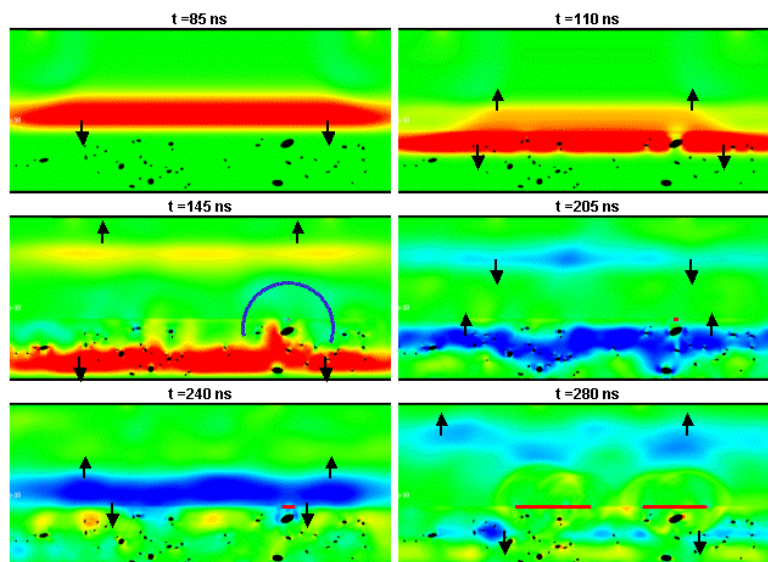 t =85 ns
t =110 ns
t =145 ns
t =205 ns
t =240 ns
t =280 ns